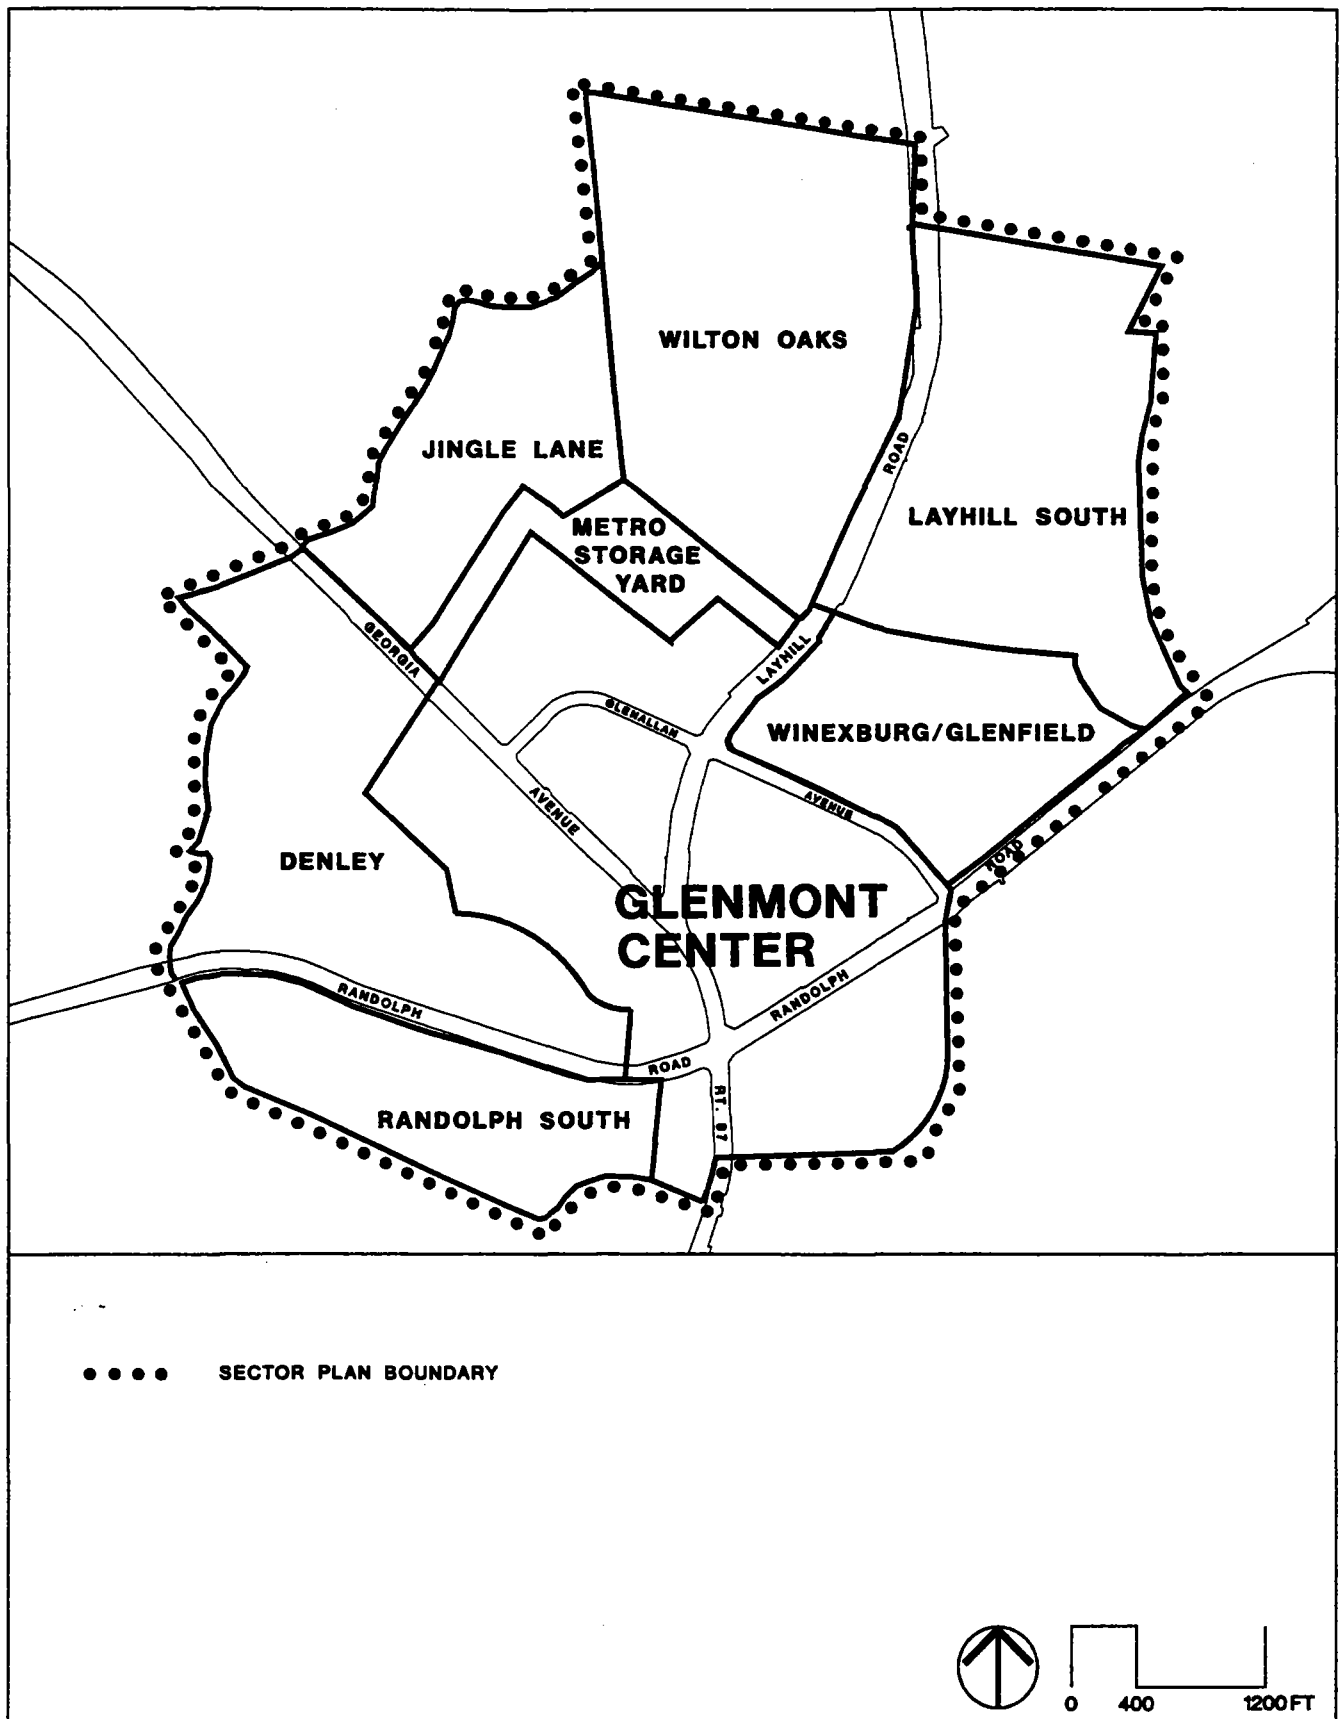 WILTON OAKS
JINGLE LANE
ROAD
LAYHILL SOUTH
METRO
STORAGE
YARD
GEORGIA
LAYHILL
GLENALLAN
WINEXBURG/GLENFIELD
AVENUE
AVENUE
ROAD
DENLEY
GLENMONT
CENTER
RANDOLPH
RANDOLPH
ROAD
RT. 97
RANDOLPH SOUTH
SECTOR PLAN BOUNDARY
0 400 1200 FT